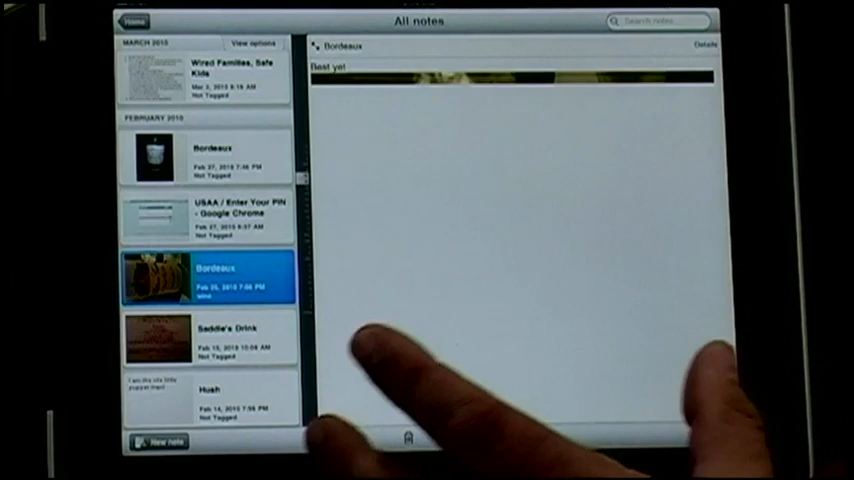 Home
All notes
Search notes...
MARCH 2010
View options
Wired Families, Safe
Kids
Mar 3, 2010 9:18 AM
Not Tagged
FEBRUARY 2010
Bordeaux
Feb 27, 2010 7:46 PM
Not Tagged
USAA / Enter Your PIN
- Google Chrome
Feb 27, 2010 8:37 AM
Not Tagged
Bordeaux
Feb 25, 2010 7:06 PM
wine
Saddle's Drink
Feb 15, 2010 10:08 AM
Not Tagged
Hush
Feb 14, 2010 7:56 PM
Not Tagged
New note
Bordeaux
Details
Best yet